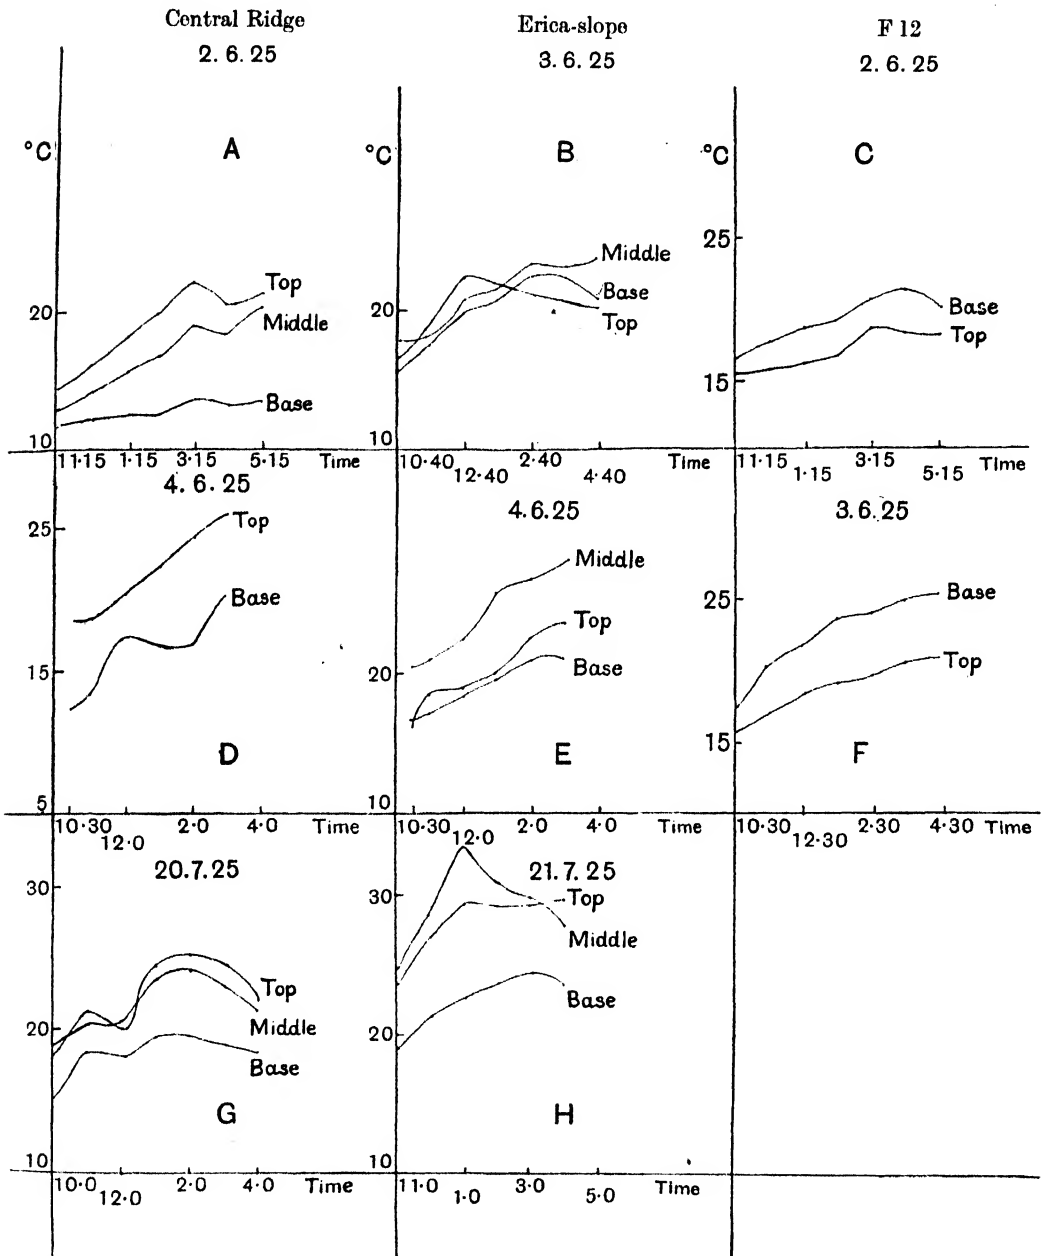 Central Ridge
2.6.25
Erica-slope
3.6.25
F 12
2.6.25
°C
A
Top
20
Middle
Base
10
11·15 1·15 3·15 5·15 Time
°C
B
Middle
20
Base
Top
10
10·40 12·40 2·40 4·40 Time
°C
C
25
Base
Top
15
11·15 1·15 3·15 5·15 Time
4.6.25
25
Top
Base
15
D
5
10.30 12.0 2·0 4·0 Time
4.6.25
Middle
Top
20
Base
E
10
10.30 12.0 2·0 4·0 Time
3.6.25
25
Base
Top
15
F
10.30 12.30 2·30 4·30 Time
20.7.25
30
Top
20
Middle
Base
G
10
10·0 12·0 2·0 4·0 Time
21.7.25
30
Top
Middle
Base
20
H
10
11·0 1·0 3·0 5·0 Time